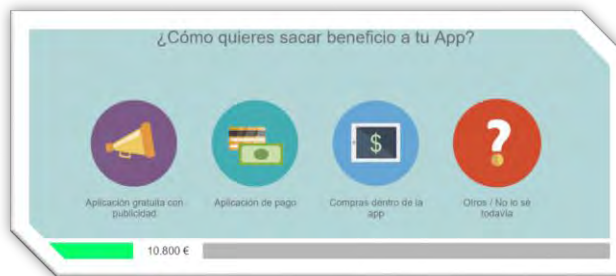 ¿Cómo quieres sacar beneficio a tu App?
Aplicación gratuita con
publicidad
Aplicación de pago
Compras dentro de la
app
Otros / No lo sé
todavía
10.800 €
$
?